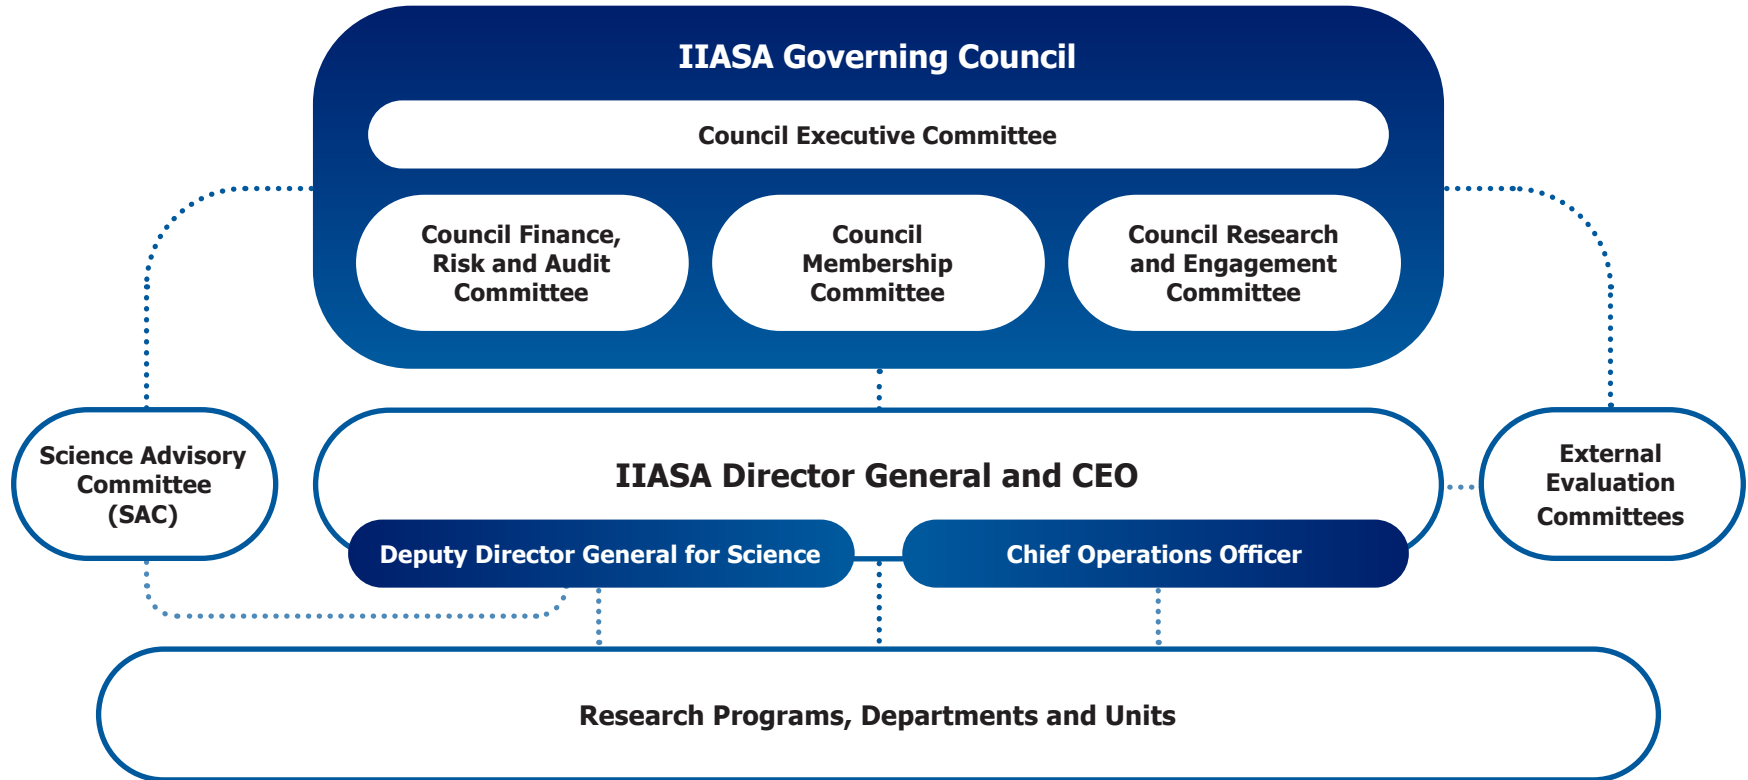 IIASA Governing Council
Council Executive Committee
Council Finance,
Risk and Audit
Committee
Council
Membership
Committee
Council Research
and Engagement
Committee
Science Advisory
Committee
(SAC)
IIASA Director General and CEO
External
Evaluation
Committees
Deputy Director General for Science
Chief Operations Officer
Research Programs, Departments and Units